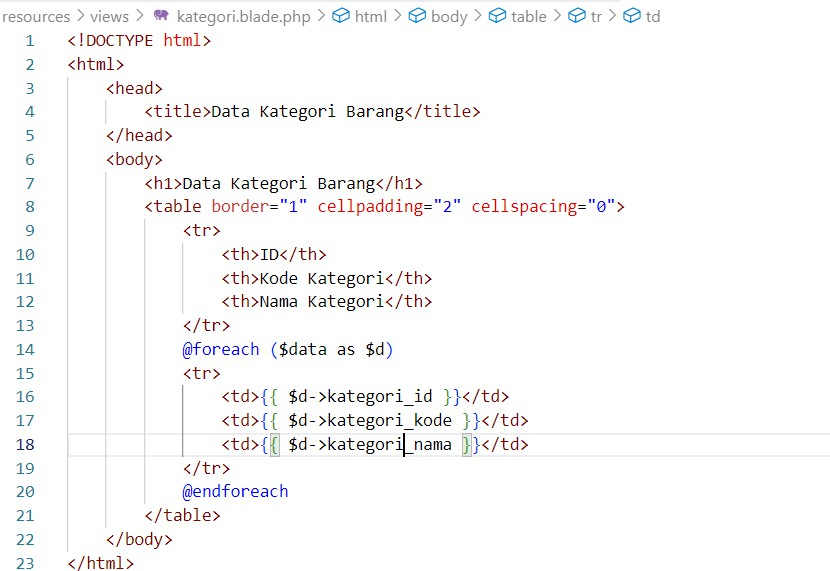 resources > views > kategori.blade.php > html > body > table > tr > td
1 <!DOCTYPE html>
2 <html>
3     <head>
4         <title>Data Kategori Barang</title>
5     </head>
6     <body>
7         <h1>Data Kategori Barang</h1>
8         <table border="1" cellpadding="2" cellspacing="0">
9             <tr>
10                 <th>ID</th>
11                 <th>Kode Kategori</th>
12                 <th>Nama Kategori</th>
13             </tr>
14             @foreach ($data as $d)
15             <tr>
16                 <td>{{ $d->kategori_id }}</td>
17                 <td>{{ $d->kategori_kode }}</td>
18                 <td>{{ $d->kategori_nama }}</td>
19             </tr>
20             @endforeach
21         </table>
22     </body>
23 </html>